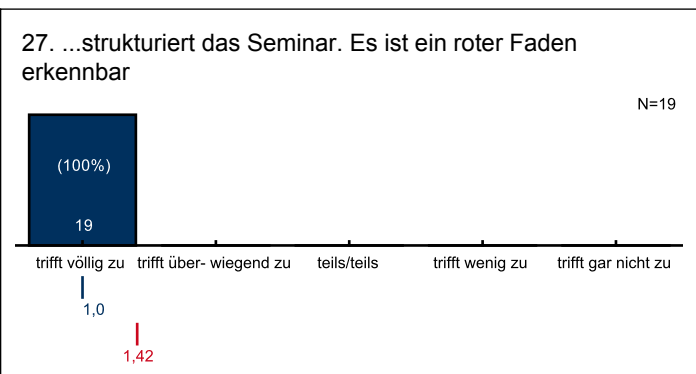 27. ...strukturiert das Seminar. Es ist ein roter Faden
erkennbar
N=19
(100%)
19
trifft völlig zu trifft über- wiegend zu teils/teils trifft wenig zu trifft gar nicht zu
1,0
1,42